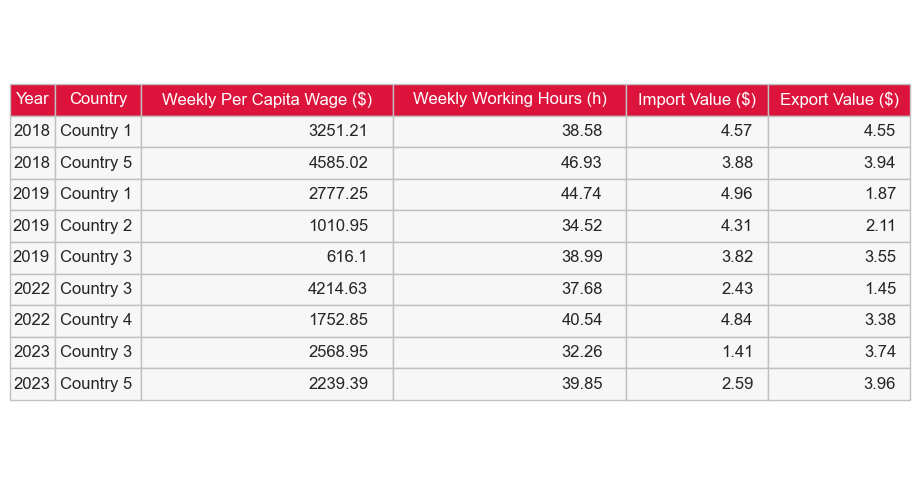 Year Country Weekly Per Capita Wage ($) Weekly Working Hours (h) Import Value ($) Export Value ($)
2018 Country 1 3251.21 38.58 4.57 4.55
2018 Country 5 4585.02 46.93 3.88 3.94
2019 Country 1 2777.25 44.74 4.96 1.87
2019 Country 2 1010.95 34.52 4.31 2.11
2019 Country 3 616.1 38.99 3.82 3.55
2022 Country 3 4214.63 37.68 2.43 1.45
2022 Country 4 1752.85 40.54 4.84 3.38
2023 Country 3 2568.95 32.26 1.41 3.74
2023 Country 5 2239.39 39.85 2.59 3.96